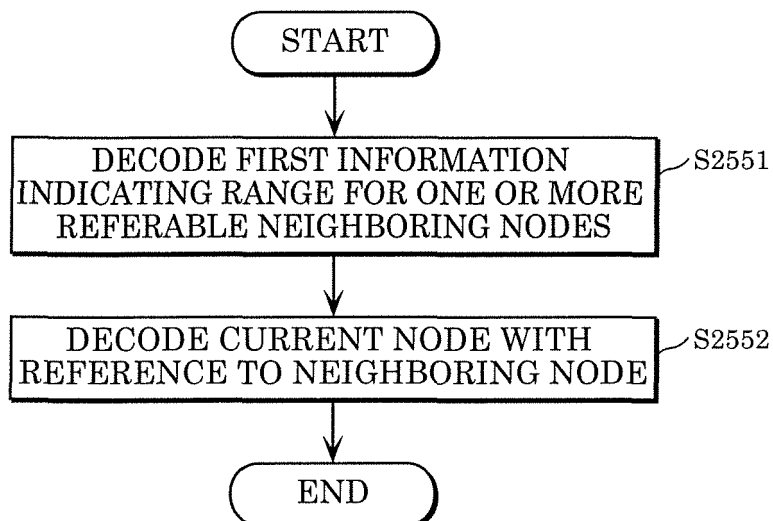 START
DECODE FIRST INFORMATION
INDICATING RANGE FOR ONE OR MORE
REFERABLE NEIGHBORING NODES
S2551
DECODE CURRENT NODE WITH
REFERENCE TO NEIGHBORING NODE
S2552
END